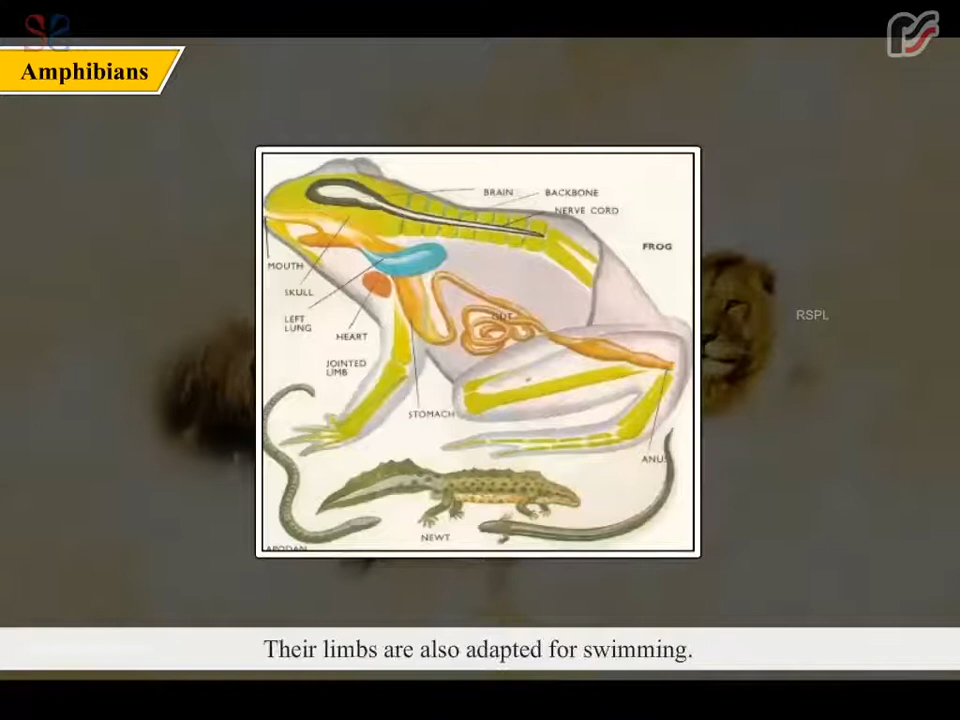 Amphibians
BRAIN
BACKBONE
NERVE CORD
FROG
MOUTH
SKULL
LEFT
LUNG
HEART
GUT
RSPL
JOINTED
LIMB
STOMACH
ANUS
NEWT
APODAN
Their limbs are also adapted for swimming.